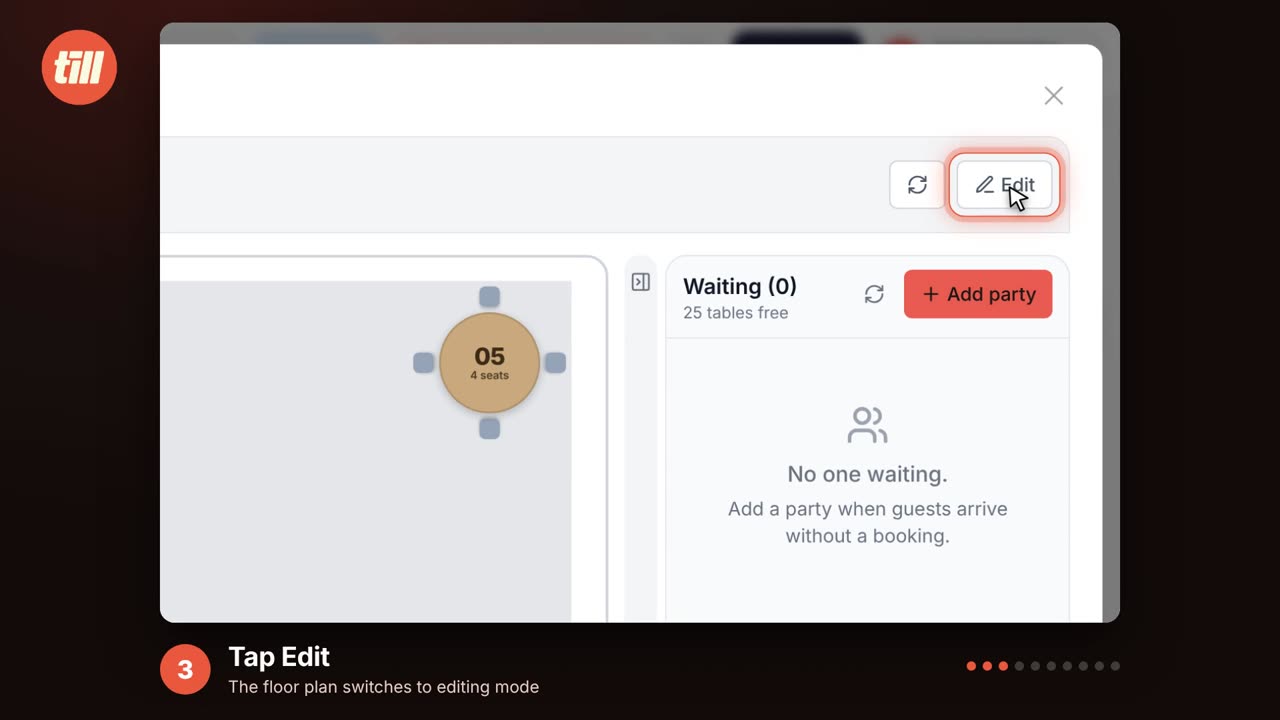 till
Edit
Waiting (0)
25 tables free
Add party
05
4 seats
No one waiting.
Add a party when guests arrive
without a booking.
3
Tap Edit
The floor plan switches to editing mode